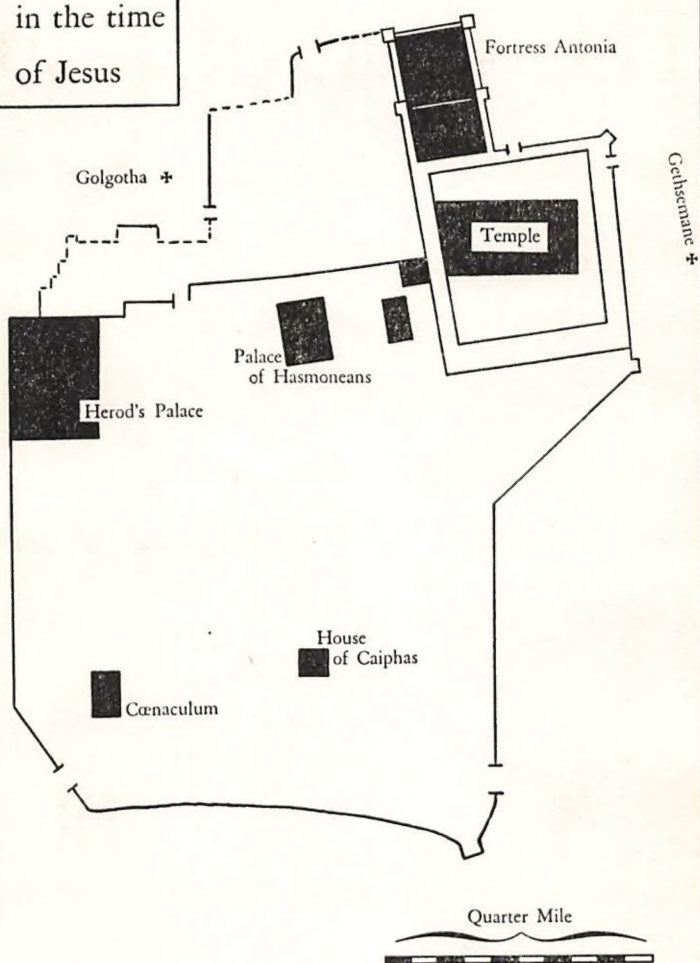 in the time
of Jesus
Fortress Antonia
Golgotha ✠
Gethsemane ✠
Temple
Palace
of Hasmoneans
Herod's Palace
House
of Caiphas
Cœnaculum
Quarter Mile